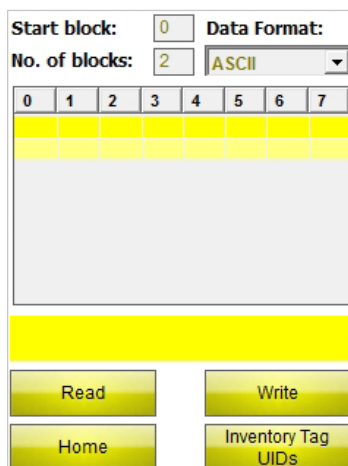 Start block: 0 Data Format:
No. of blocks: 2 ASCII
0 1 2 3 4 5 6 7
Read Write
Home Inventory Tag
UIDs